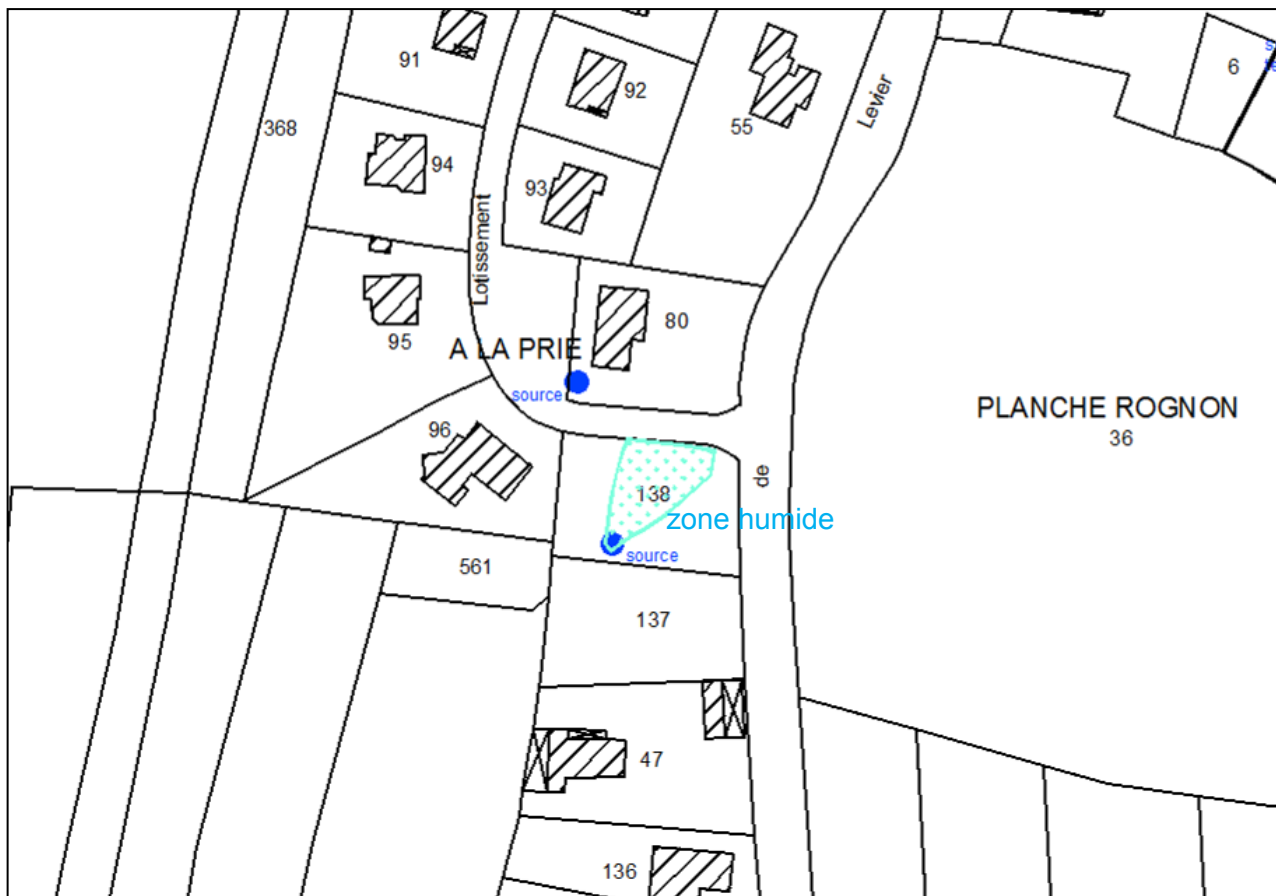 91
92
6
368
55
Levier
94
93
Lotissement
80
95
A LA PRIE
source
PLANCHE ROGNON
36
96
de
138
zone humide
source
561
137
47
136